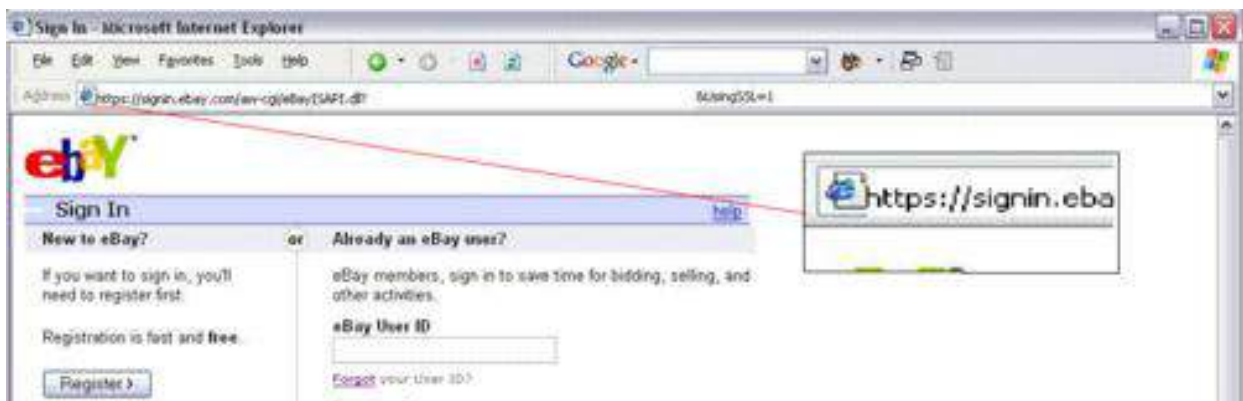 Sign In - Microsoft Internet Explorer
File Edit View Favorites Tools Help
Google
Address https://signin.ebay.com/aw-cgi/eBayISAPI.dll? &UsingSSL=1
ebY
https://signin.eba
Sign In help
New to eBay? or Already an eBay user?
If you want to sign in, you'll
need to register first.
eBay members, sign in to save time for bidding, selling, and
other activities.
Registration is fast and free.
eBay User ID
Register >
Forgot your User ID?